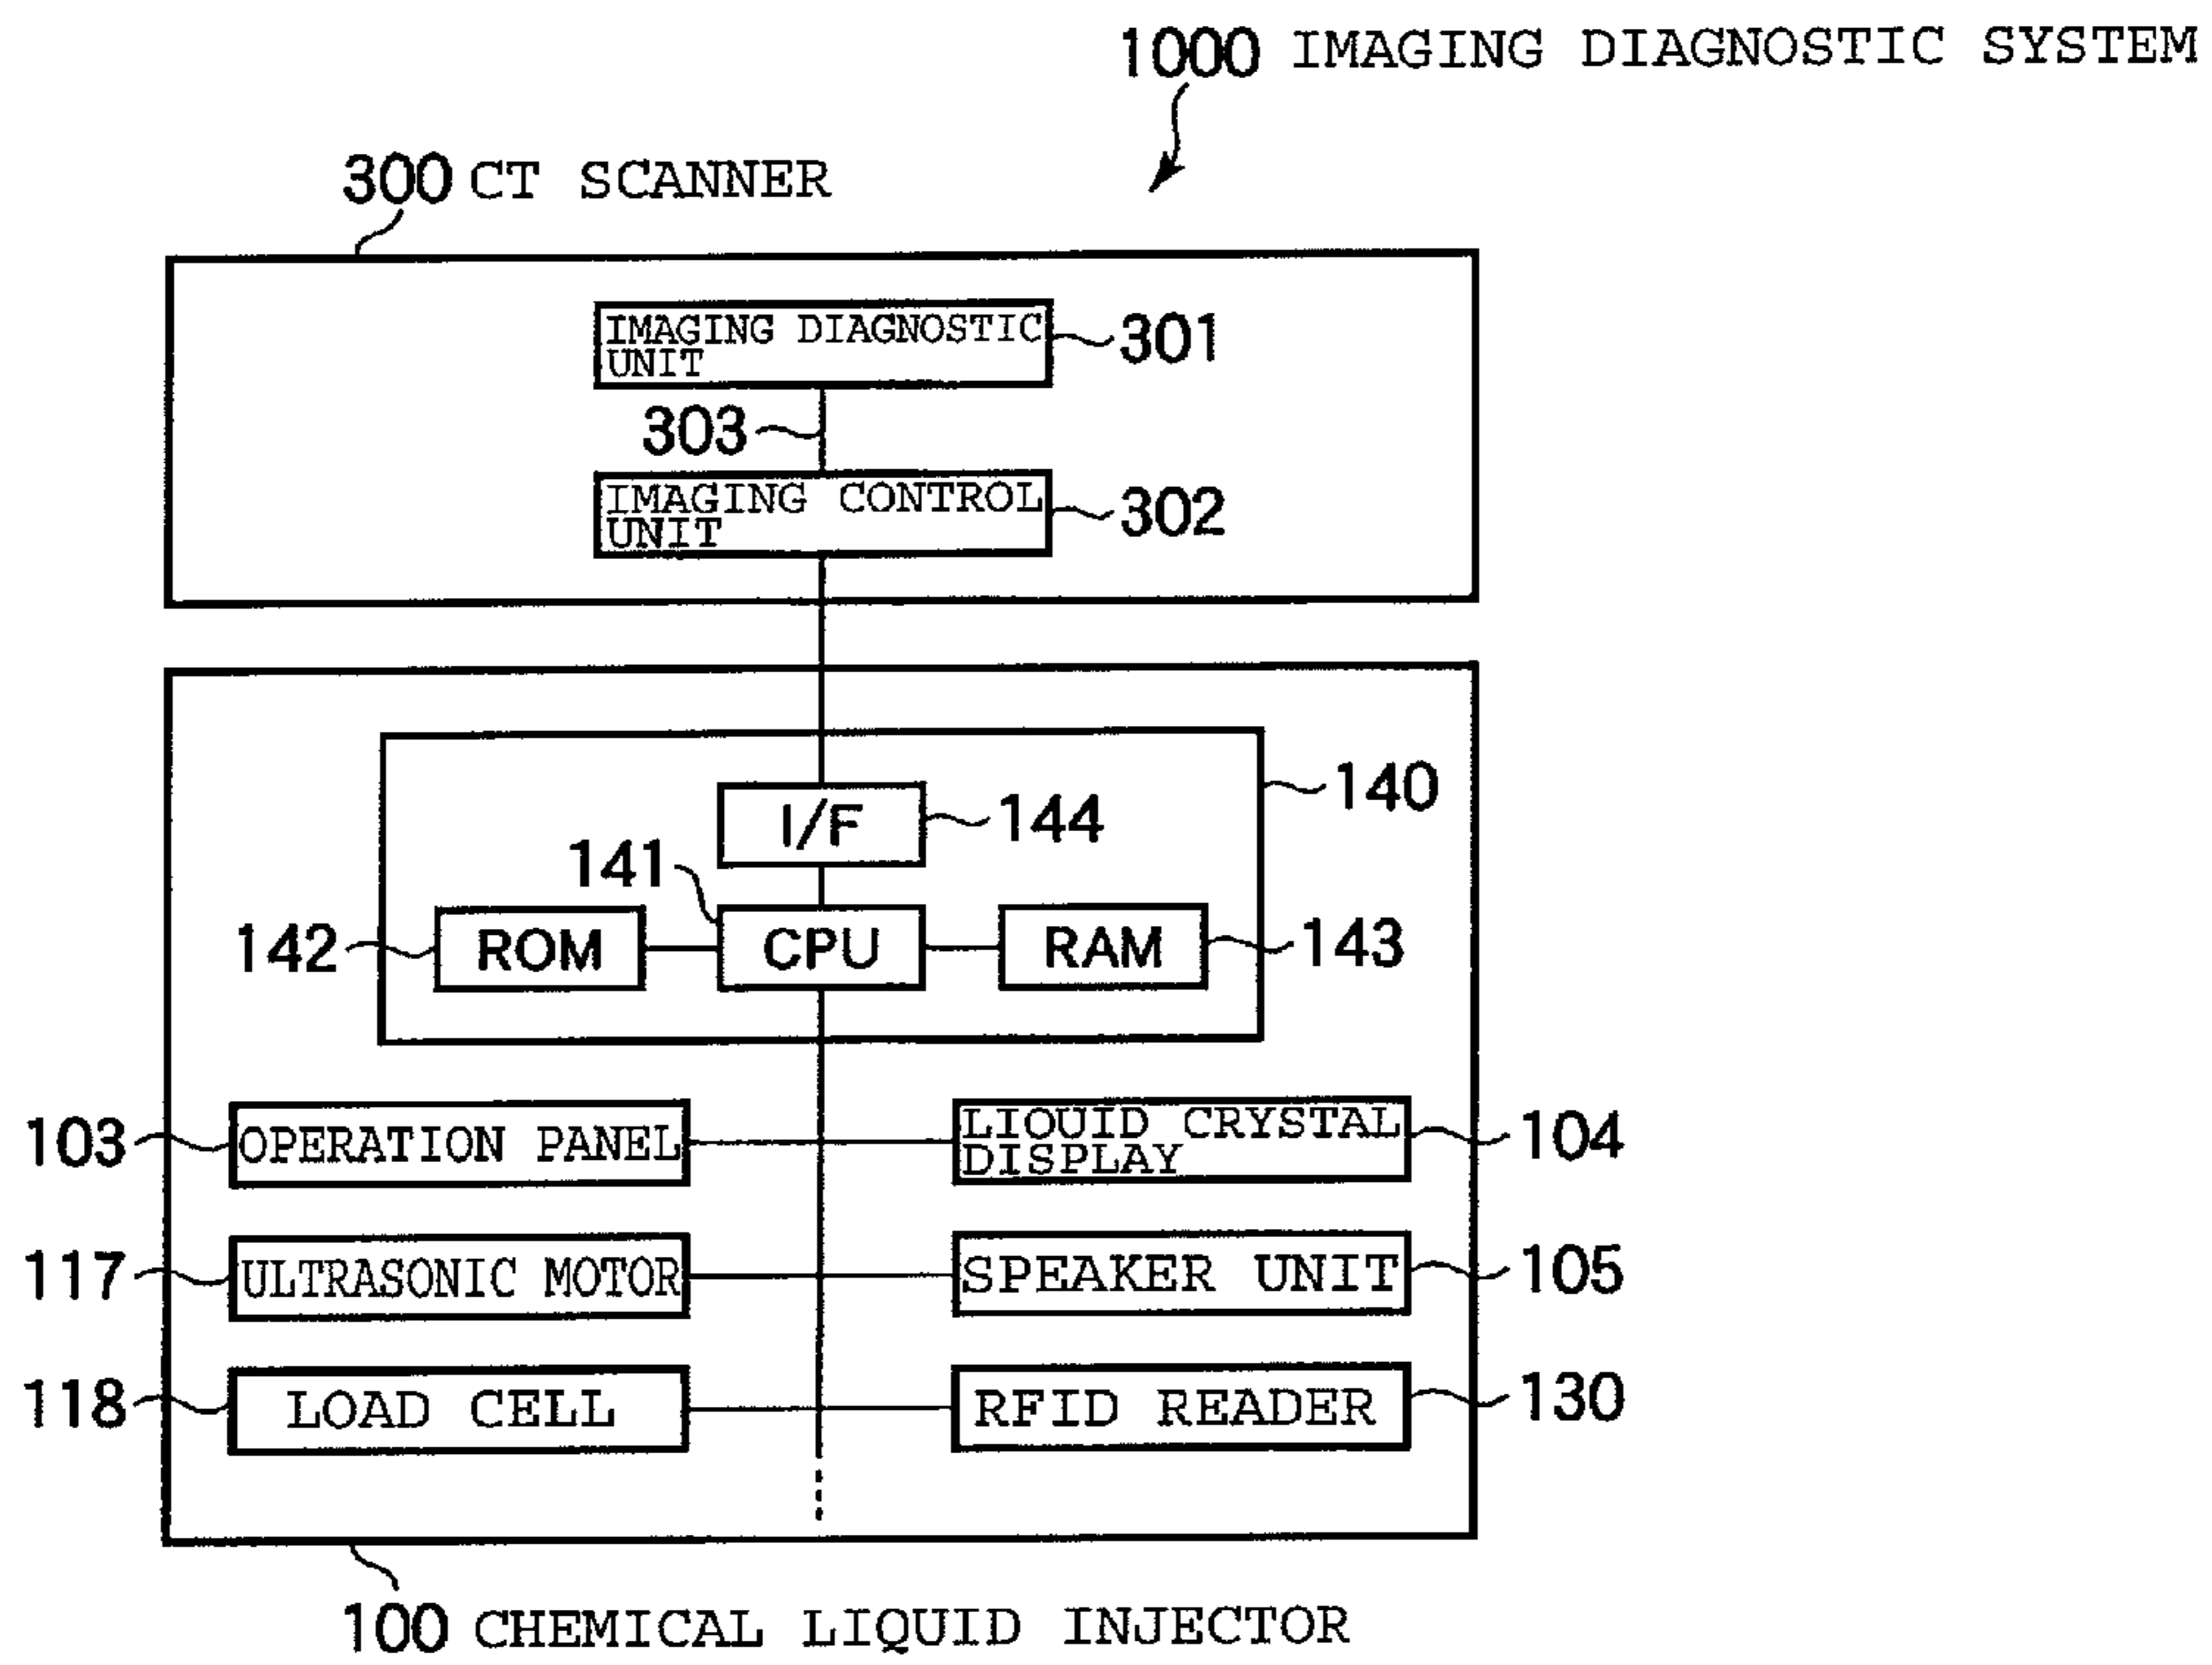 1000 IMAGING DIAGNOSTIC SYSTEM
300 CT SCANNER
IMAGING DIAGNOSTIC
UNIT
301
303
IMAGING CONTROL
UNIT
302
140
I/F
144
141
142
ROM
CPU
RAM
143
103
OPERATION PANEL
LIQUID CRYSTAL
DISPLAY
104
117
ULTRASONIC MOTOR
SPEAKER UNIT
105
118
LOAD CELL
RFID READER
130
100 CHEMICAL LIQUID INJECTOR